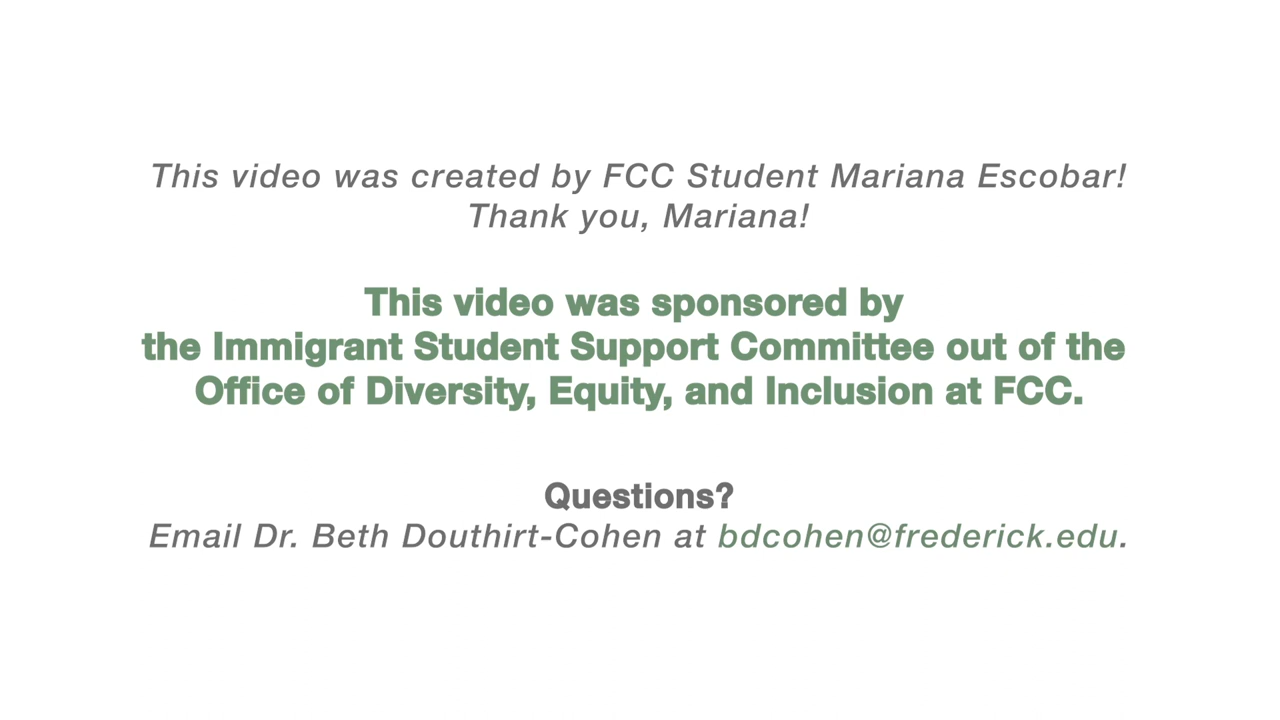 This video was created by FCC Student Mariana Escobar!
Thank you, Mariana!
This video was sponsored by
the Immigrant Student Support Committee out of the
Office of Diversity, Equity, and Inclusion at FCC.
Questions?
Email Dr. Beth Douthirt-Cohen at bdcohen@frederick.edu.